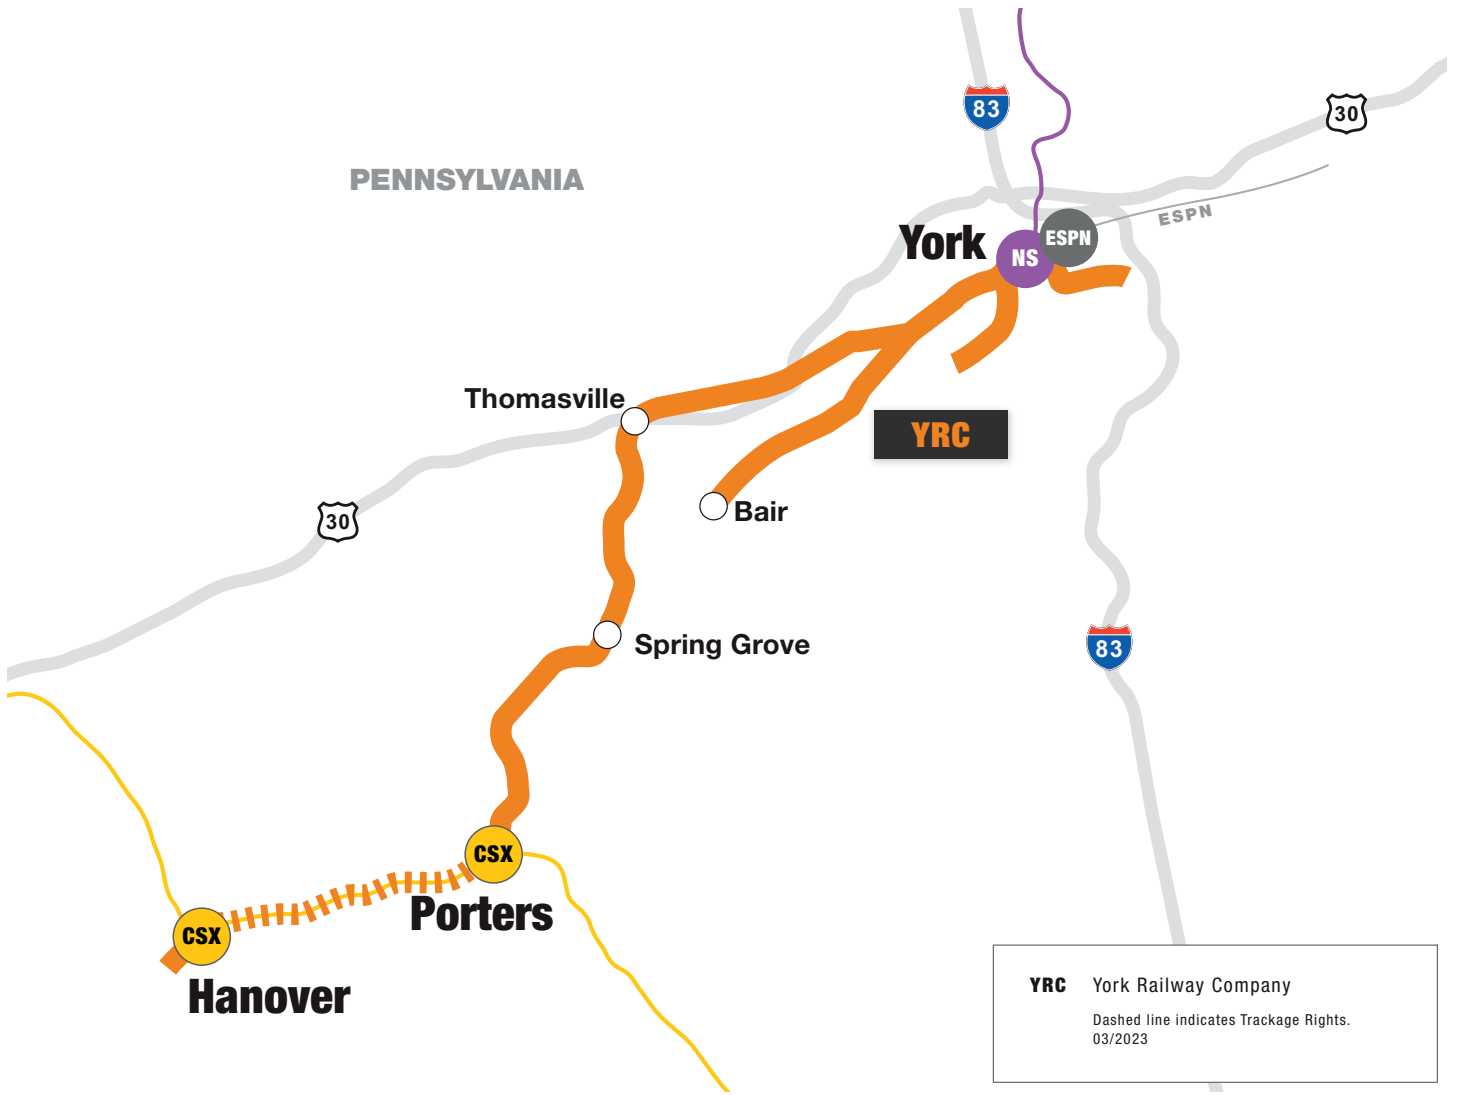 83
30
PENNSYLVANIA
ESPN
York
ESPN
NS
Thomasville
YRC
30
Bair
Spring Grove
83
CSX
Porters
CSX
Hanover
YRC York Railway Company
Dashed line indicates Trackage Rights.
03/2023